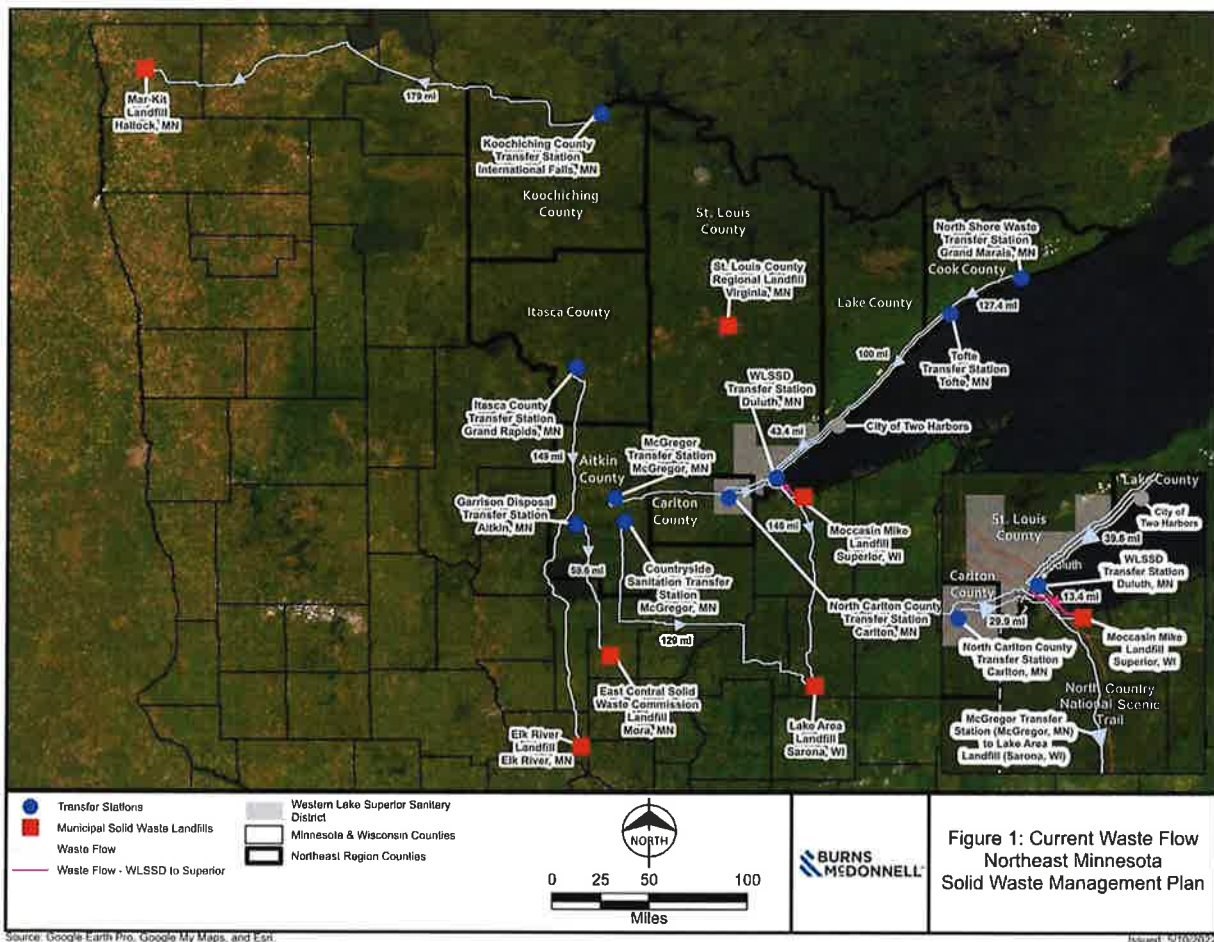 Mar-Kit
Landfill
Hallock, MN
179 mi
Koochiching County
Transfer Station
International Falls, MN
Koochiching
County
St. Louis
County
North Shore Waste
Transfer Station
Grand Marais, MN
Cook County
127.4 mi
St. Louis County
Regional Landfill
Virginia, MN
Lake County
Itasca County
100 mi
Tofte
Transfer Station
Tofte, MN
WLSSD
Transfer Station
Duluth, MN
Itasca County
Transfer Station
Grand Rapids, MN
43.4 mi
City of Two Harbors
McGregor
Transfer Station
McGregor, MN
149 mi
Aitkin
County
Garrison Disposal
Transfer Station
Aitkin, MN
Carlton
County
146 mi
Moccasin Mike
Landfill
Superior, WI
59.6 mi
Countryside
Sanitation Transfer
Station
McGregor, MN
North Carlton County
Transfer Station
Carlton, MN
129 mi
East Central Solid
Waste Commission
Landfill
Mora, MN
Elk River
Landfill
Elk River, MN
Lake Area
Landfill
Sarona, WI
Lake County
City of
Two Harbors
St. Louis
County
39.6 mi
WLSSD
Transfer Station
Duluth, MN
Carlton
County
13.4 mi
29.9 mi
Moccasin Mike
Landfill
Superior, WI
North Carlton County
Transfer Station
Carlton, MN
North Country
National Scenic
Trail
McGregor Transfer
Station (McGregor, MN)
to Lake Area
Landfill (Sarona, WI)
Transfer Stations
Municipal Solid Waste Landfills
Waste Flow
Waste Flow - WLSSD to Superior
Western Lake Superior Sanitary
District
Minnesota & Wisconsin Counties
Northeast Region Counties
NORTH
0 25 50 100
Miles
BURNS
McDONNELL
Figure 1: Current Waste Flow
Northeast Minnesota
Solid Waste Management Plan
Source: Google Earth Pro, Google My Maps, and Esri.
Issued: